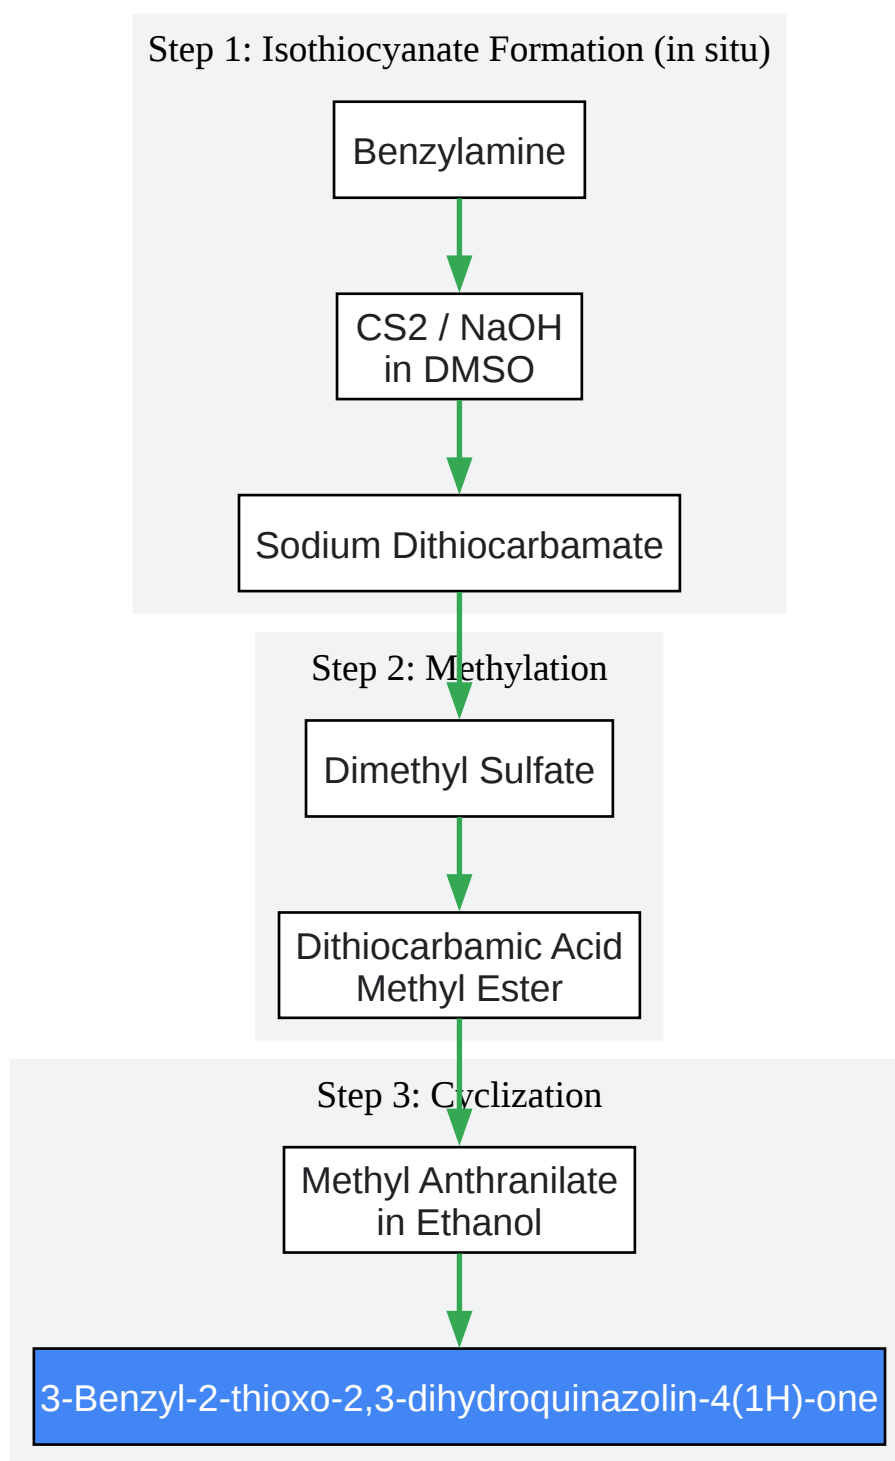 Step 1: Isothiocyanate Formation (in situ)
Benzylamine
CS2 / NaOH
in DMSO
Sodium Dithiocarbamate
Step 2: Methylation
Dimethyl Sulfate
Dithiocarbamic Acid
Methyl Ester
Step 3: Cyclization
Methyl Anthranilate
in Ethanol
3-Benzyl-2-thioxo-2,3-dihydroquinazolin-4(1H)-one